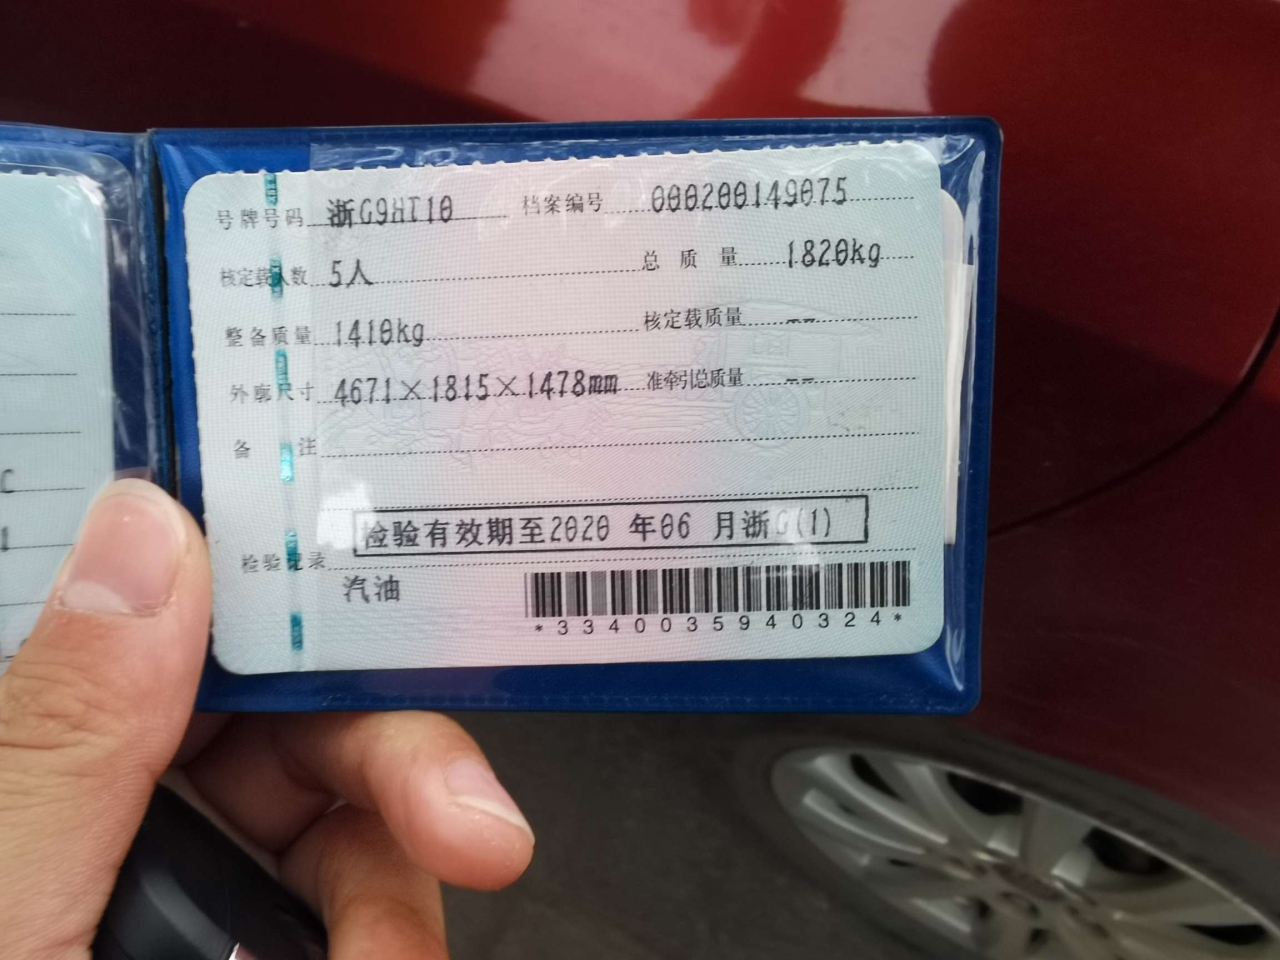 号牌号码 浙G9HT10 档案编号 000200149075
核定载人数 5人 总质量 1820kg
整备质量 1410kg 核定载质量 --
外廓尺寸 4671×1815×1478mm 准牵引总质量 --
备注
检验有效期至2020 年06 月浙G(1)
检验记录
汽油
*3340035940324*
C
1